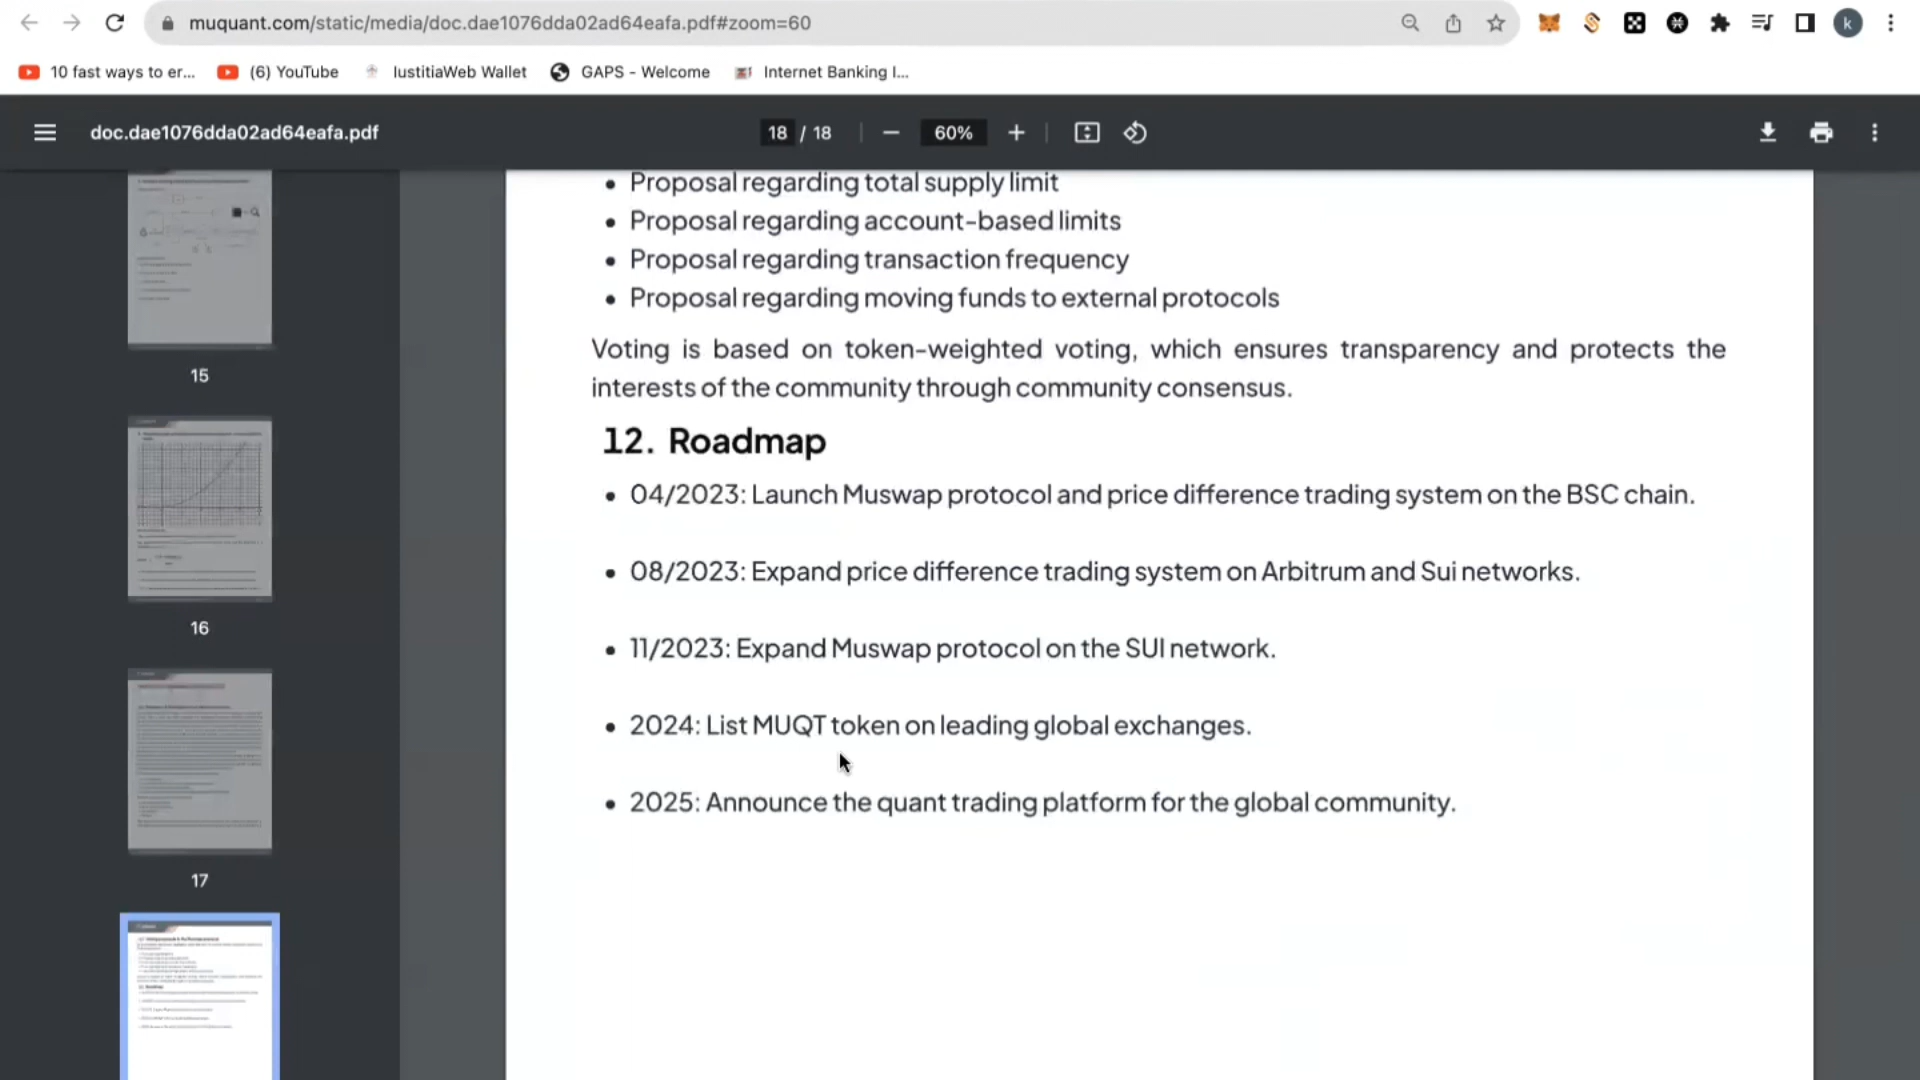 muquant.com/static/media/doc.dae1076dda02ad64eafa.pdf#zoom=60
k
10 fast ways to er...
(6) YouTube
IustitiaWeb Wallet
GAPS - Welcome
Internet Banking I...
doc.dae1076dda02ad64eafa.pdf
18 / 18
60%
15
16
17
• Proposal regarding total supply limit
• Proposal regarding account-based limits
• Proposal regarding transaction frequency
• Proposal regarding moving funds to external protocols
Voting is based on token-weighted voting, which ensures transparency and protects the
interests of the community through community consensus.
12. Roadmap
• 04/2023: Launch Muswap protocol and price difference trading system on the BSC chain.
• 08/2023: Expand price difference trading system on Arbitrum and Sui networks.
• 11/2023: Expand Muswap protocol on the SUI network.
• 2024: List MUQT token on leading global exchanges.
• 2025: Announce the quant trading platform for the global community.